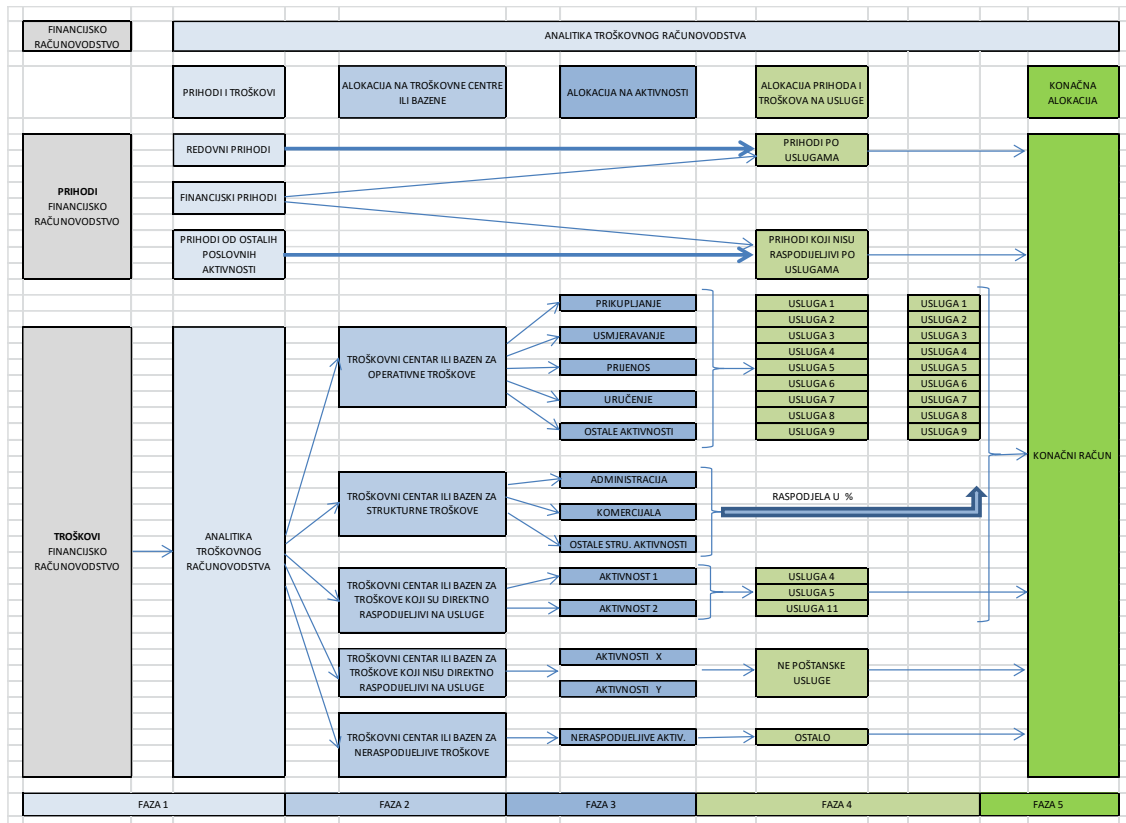 FINANCIJSKO
RAČUNOVODSTVO
ANALITIKA TROŠKOVNOG RAČUNOVODSTVA
PRIHODI I TROŠKOVI
ALOKACIJA NA TROŠKOVNE CENTRE
ILI BAZENE
ALOKACIJA NA AKTIVNOSTI
ALOKACIJA PRIHODA I
TROŠKOVA NA USLUGE
KONAČNA
ALOKACIJA
PRIHODI
FINANCIJSKO
RAČUNOVODSTVO
REDOVNI PRIHODI
FINANCIJSKI PRIHODI
PRIHODI OD OSTALIH
POSLOVNIH
AKTIVNOSTI
PRIHODI PO
USLUGAMA
PRIHODI KOJI NISU
RASPODIJELJIVI PO
USLUGAMA
TROŠKOVI
FINANCIJSKO
RAČUNOVODSTVO
ANALITIKA
TROŠKOVNOG
RAČUNOVODSTVA
TROŠKOVNI CENTAR ILI BAZEN ZA
OPERATIVNE TROŠKOVE
PRIKUPLJANJE
USMJERAVANJE
PRIJENOS
URUČENJE
OSTALE AKTIVNOSTI
USLUGA 1
USLUGA 2
USLUGA 3
USLUGA 4
USLUGA 5
USLUGA 6
USLUGA 7
USLUGA 8
USLUGA 9
USLUGA 1
USLUGA 2
USLUGA 3
USLUGA 4
USLUGA 5
USLUGA 6
USLUGA 7
USLUGA 8
USLUGA 9
KONAČNI RAČUN
TROŠKOVNI CENTAR ILI BAZEN ZA
STRUKTURNE TROŠKOVE
ADMINISTRACIJA
KOMERCIJALA
OSTALE STRU. AKTIVNOSTI
RASPODJELA U %
TROŠKOVNI CENTAR ILI BAZEN ZA
TROŠKOVE KOJI SU DIREKTNO
RASPODIJELJIVI NA USLUGE
AKTIVNOST 1
AKTIVNOST 2
USLUGA 4
USLUGA 5
USLUGA 11
TROŠKOVNI CENTAR ILI BAZEN ZA
TROŠKOVE KOJI NISU DIREKTNO
RASPODIJELJIVI NA USLUGE
AKTIVNOSTI X
AKTIVNOSTI Y
NE POŠTANSKE
USLUGE
TROŠKOVNI CENTAR ILI BAZEN ZA
NERASPODIJELJIVE TROŠKOVE
NERASPODIJELJIVE AKTIV.
OSTALO
FAZA 1
FAZA 2
FAZA 3
FAZA 4
FAZA 5